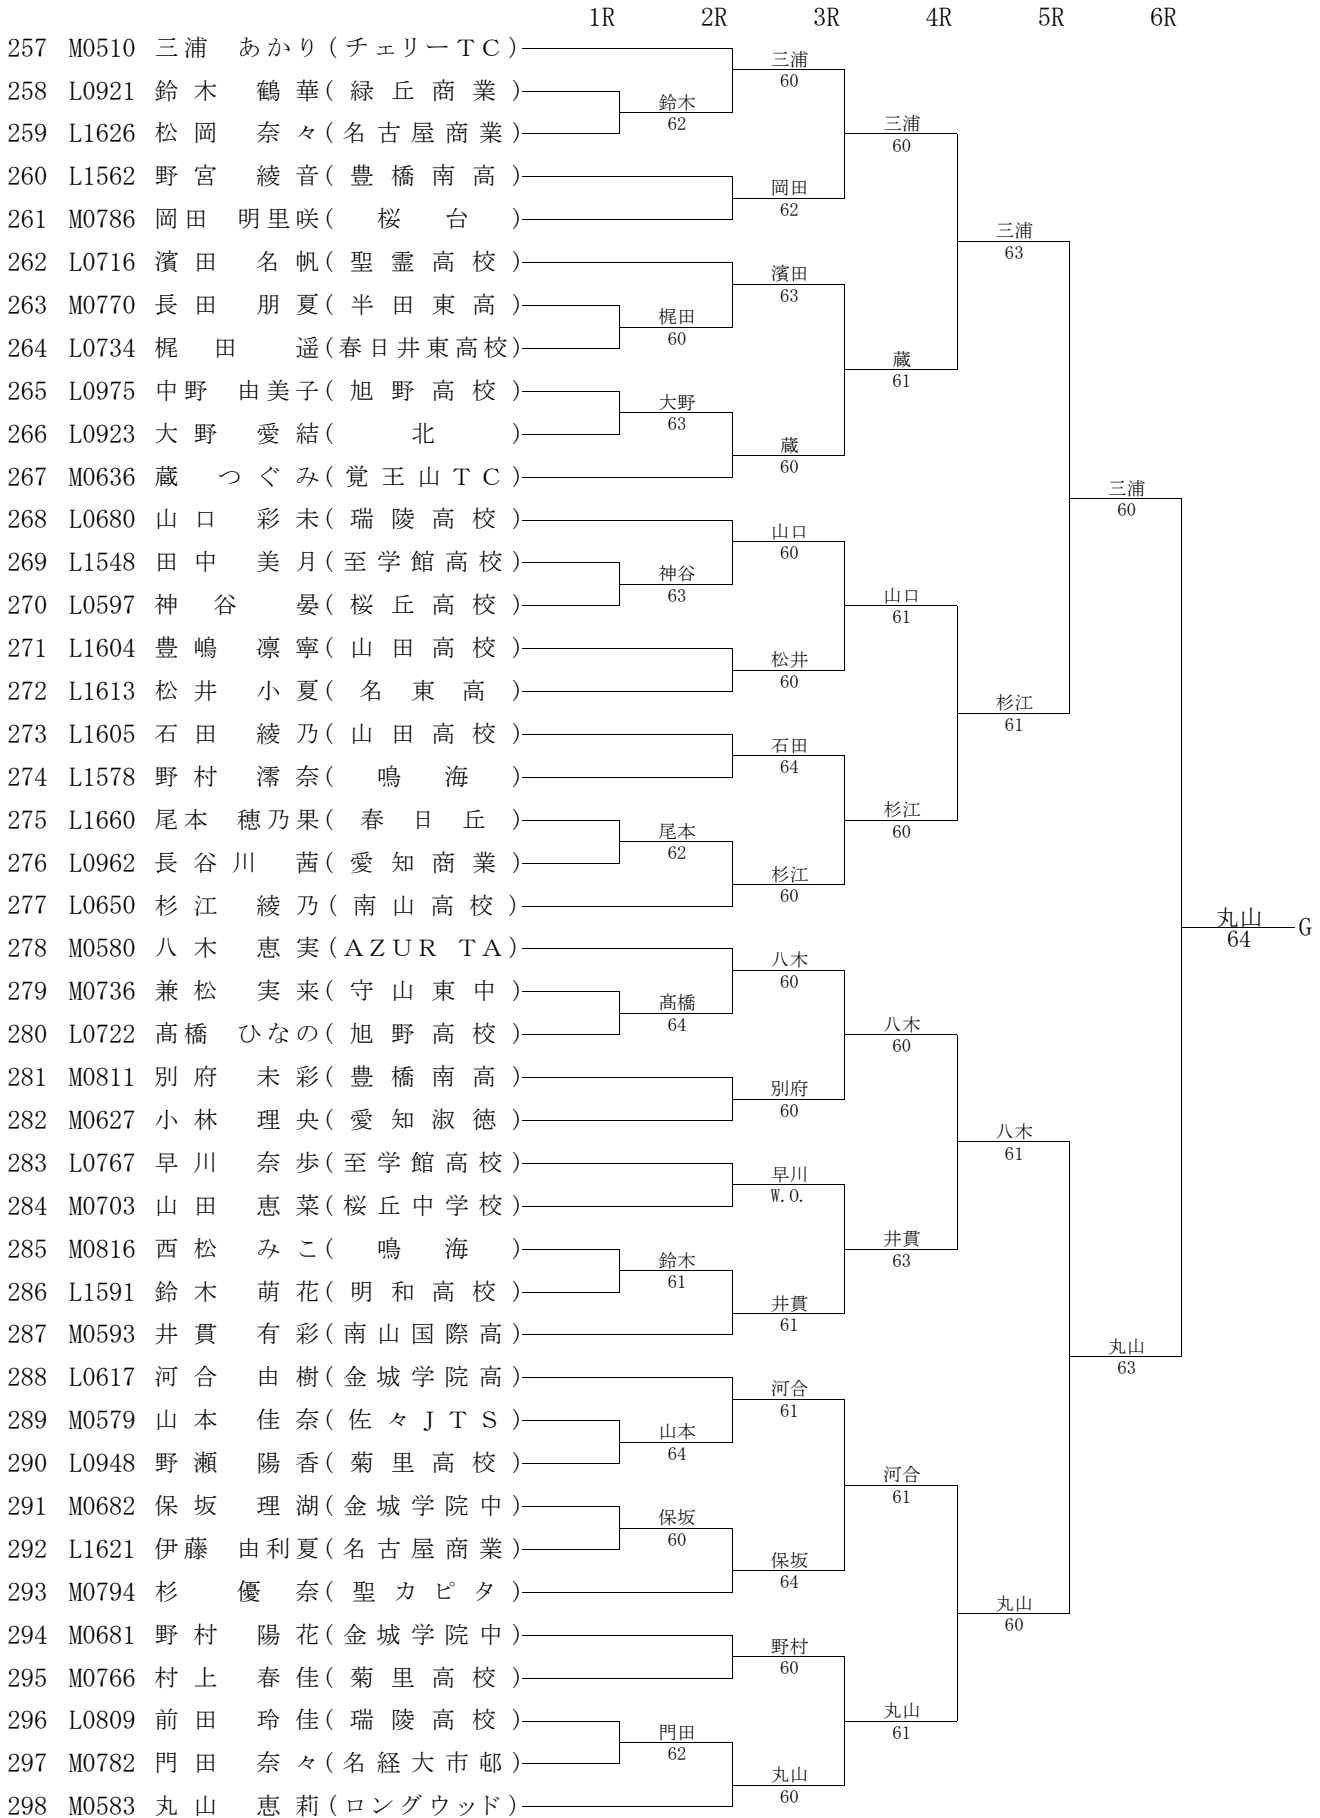 1R 2R 3R 4R 5R 6R
257 M0510 三浦 あかり(チェリーTC)
三浦
60
258 L0921 鈴木 鶴華(緑丘商業)
鈴木
62
259 L1626 松岡 奈々(名古屋商業)
三浦
60
260 L1562 野宮 綾音(豊橋南高)
岡田
62
261 M0786 岡田 明里咲(桜台)
三浦
63
262 L0716 濱田 名帆(聖霊高校)
濱田
63
263 M0770 長田 朋夏(半田東高)
梶田
60
264 L0734 梶田 遥(春日井東高校)
蔵
61
265 L0975 中野 由美子(旭野高校)
大野
63
266 L0923 大野 愛結(北)
蔵
60
267 M0636 蔵 つぐみ(覚王山TC)
三浦
60
268 L0680 山口 彩未(瑞陵高校)
山口
60
269 L1548 田中 美月(至学館高校)
神谷
63
270 L0597 神谷 晏(桜丘高校)
山口
61
271 L1604 豊嶋 凛寧(山田高校)
松井
60
272 L1613 松井 小夏(名東高)
杉江
61
273 L1605 石田 綾乃(山田高校)
石田
64
274 L1578 野村 澪奈(鳴海)
杉江
60
275 L1660 尾本 穂乃果(春日丘)
尾本
62
276 L0962 長谷川 茜(愛知商業)
杉江
60
277 L0650 杉江 綾乃(南山高校)
丸山
64
G
278 M0580 八木 恵実(AZUR TA)
八木
60
279 M0736 兼松 実来(守山東中)
髙橋
64
280 L0722 髙橋 ひなの(旭野高校)
八木
60
281 M0811 別府 未彩(豊橋南高)
別府
60
282 M0627 小林 理央(愛知淑徳)
八木
61
283 L0767 早川 奈歩(至学館高校)
早川
W.O.
284 M0703 山田 恵菜(桜丘中学校)
井貫
63
285 M0816 西松 みこ(鳴海)
鈴木
61
286 L1591 鈴木 萌花(明和高校)
井貫
61
287 M0593 井貫 有彩(南山国際高)
丸山
63
288 L0617 河合 由樹(金城学院高)
河合
61
289 M0579 山本 佳奈(佐々JTS)
山本
64
290 L0948 野瀬 陽香(菊里高校)
河合
61
291 M0682 保坂 理湖(金城学院中)
保坂
60
292 L1621 伊藤 由利夏(名古屋商業)
保坂
64
293 M0794 杉 優奈(聖カピタ)
丸山
60
294 M0681 野村 陽花(金城学院中)
野村
60
295 M0766 村上 春佳(菊里高校)
丸山
61
296 L0809 前田 玲佳(瑞陵高校)
門田
62
297 M0782 門田 奈々(名経大市邨)
丸山
60
298 M0583 丸山 恵莉(ロングウッド)